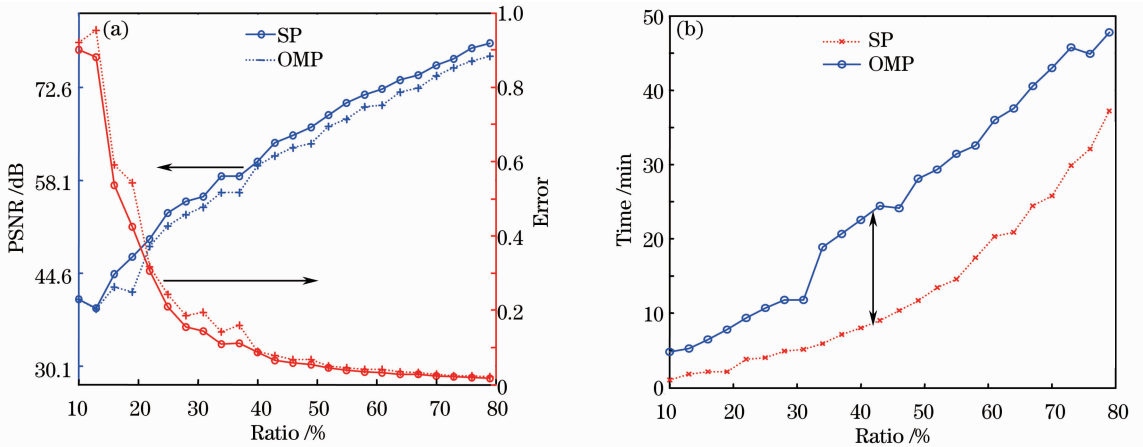 (a)
SP
OMP
PSNR /dB
72.6
58.1
44.6
30.1
1.0
0.8
0.6
0.4
0.2
0
Error
10 20 30 40 50 60 70 80
Ratio /%
(b)
SP
OMP
Time /min
50
40
30
20
10
0
10 20 30 40 50 60 70 80
Ratio /%